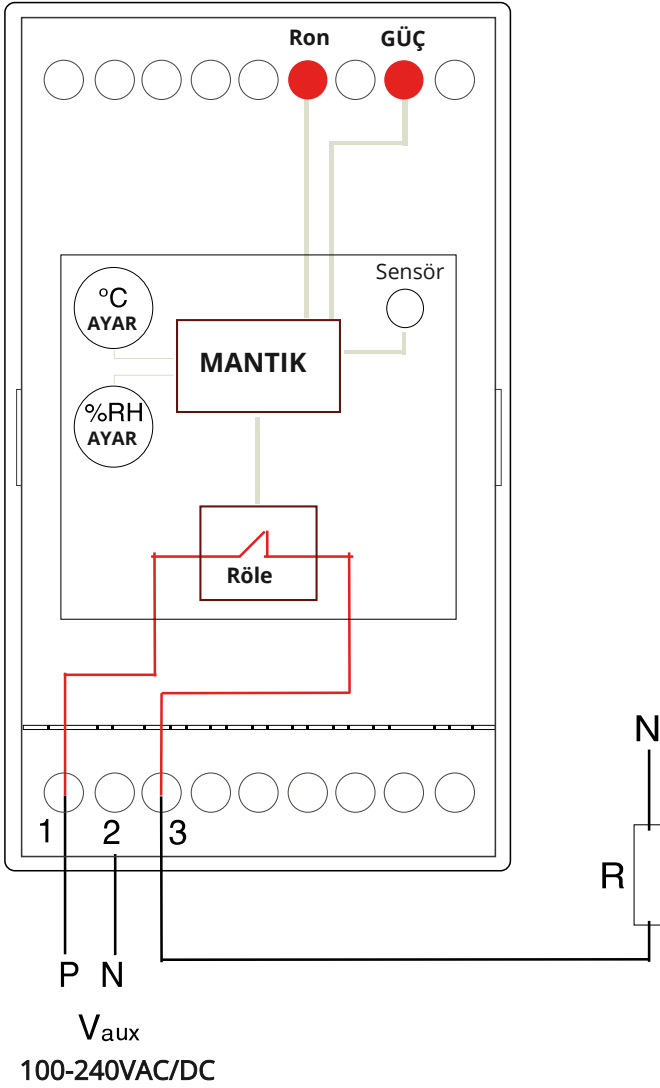 Ron
GÜÇ
Sensör
°C
AYAR
MANTIK
%RH
AYAR
Röle
N
1
2
3
R
P
N
Vaux
100-240VAC/DC